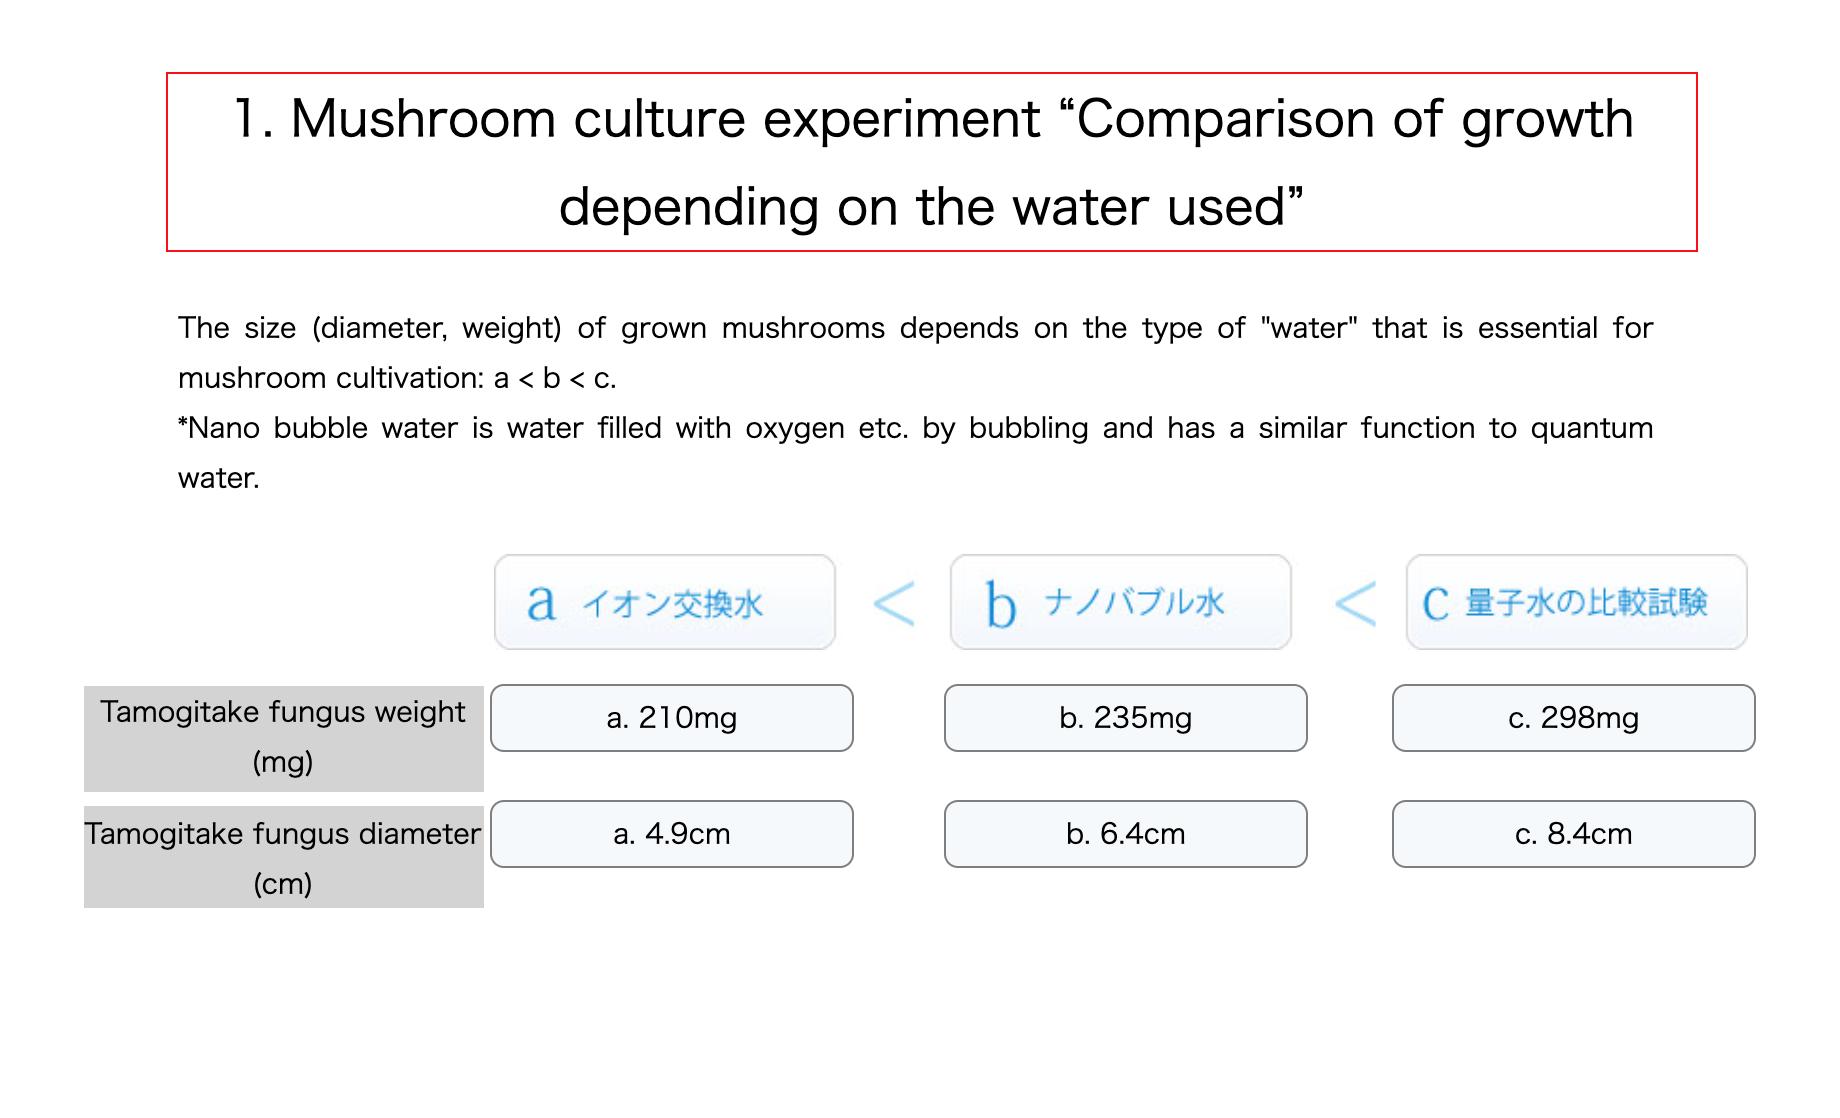 1. Mushroom culture experiment “Comparison of growth
depending on the water used”
The size (diameter, weight) of grown mushrooms depends on the type of "water" that is essential for
mushroom cultivation: a < b < c.
*Nano bubble water is water filled with oxygen etc. by bubbling and has a similar function to quantum
water.
a イオン交換水 < b ナノバブル水 < c 量子水の比較試験
Tamogitake fungus weight
(mg)
a. 210mg
b. 235mg
c. 298mg
Tamogitake fungus diameter
(cm)
a. 4.9cm
b. 6.4cm
c. 8.4cm